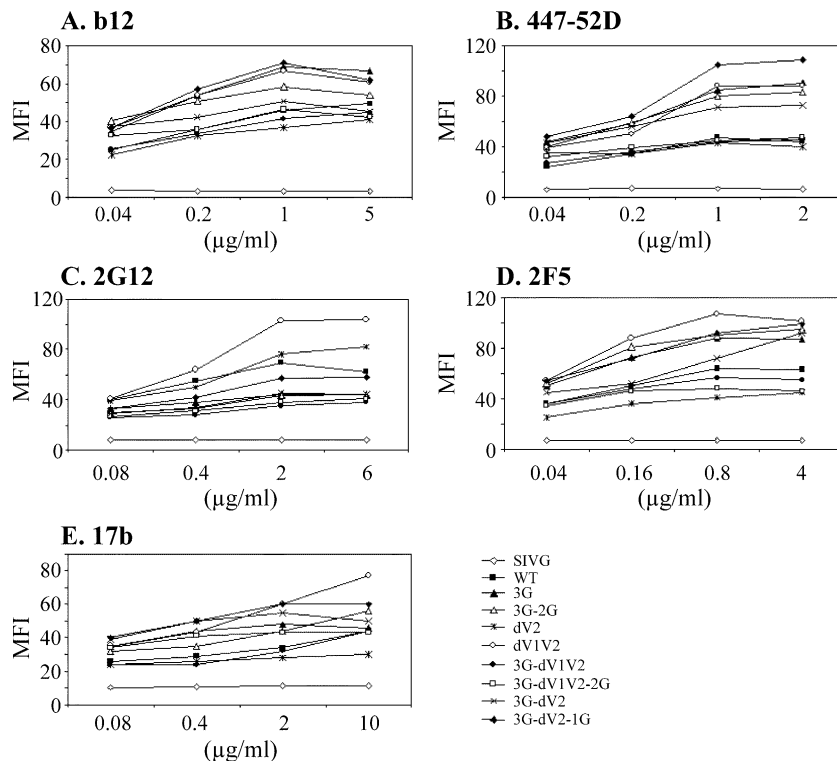 A. b12
MFI
80
60
40
20
0
0.04 0.2 1 5
(µg/ml)
B. 447-52D
MFI
120
80
40
0
0.04 0.2 1 2
(µg/ml)
C. 2G12
MFI
120
80
40
0
0.08 0.4 2 6
(µg/ml)
D. 2F5
MFI
120
80
40
0
0.04 0.16 0.8 4
(µg/ml)
E. 17b
MFI
80
60
40
20
0
0.08 0.4 2 10
(µg/ml)
SIVG
WT
3G
3G-2G
dV2
dV1V2
3G-dV1V2
3G-dV1V2-2G
3G-dV2
3G-dV2-1G